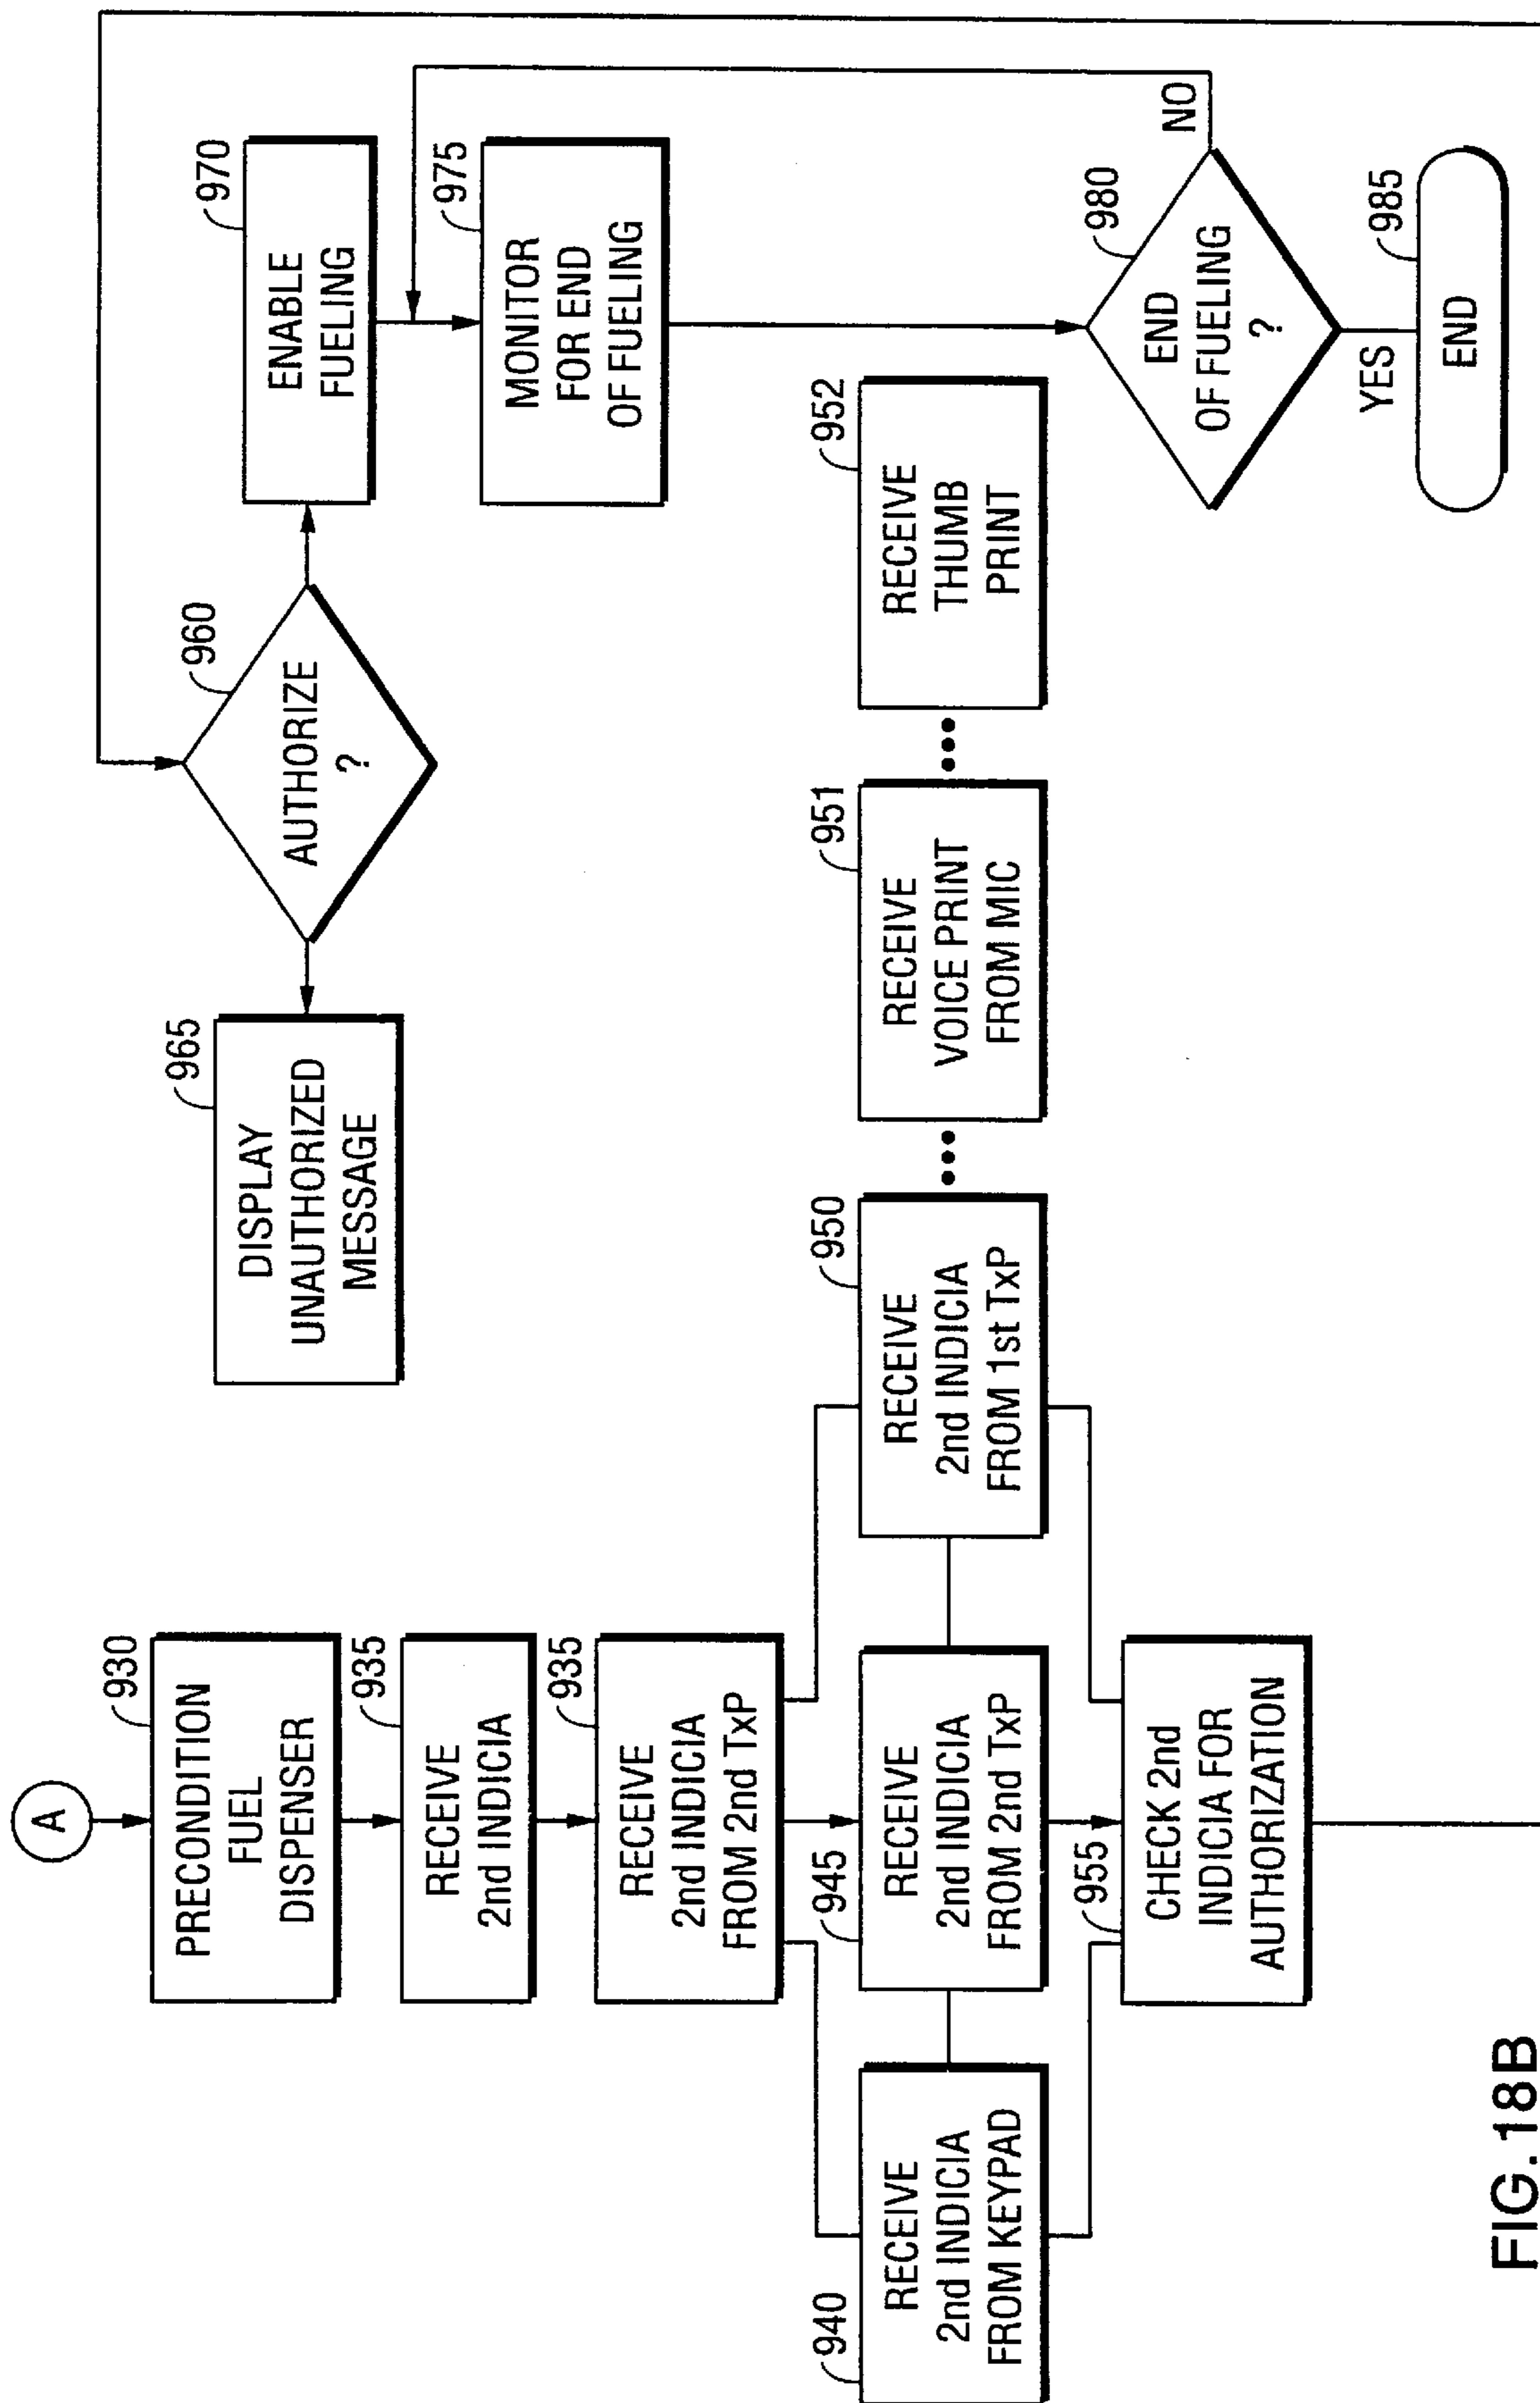 A
930
PRECONDITION
FUEL
DISPENSER
935
RECEIVE
2nd INDICIA
935
RECEIVE
2nd INDICIA
FROM 2nd TxP
940
RECEIVE
2nd INDICIA
FROM KEYPAD
945
RECEIVE
2nd INDICIA
FROM 2nd TxP
950
RECEIVE
2nd INDICIA
FROM 1st TxP
951
RECEIVE
VOICE PRINT
FROM MIC
952
RECEIVE
THUMB
PRINT
955
CHECK 2nd
INDICIA FOR
AUTHORIZATION
960
AUTHORIZE
?
965
DISPLAY
UNAUTHORIZED
MESSAGE
970
ENABLE
FUELING
975
MONITOR
FOR END
OF FUELING
980
END
OF FUELING
?
NO
YES
985
END
FIG. 18B